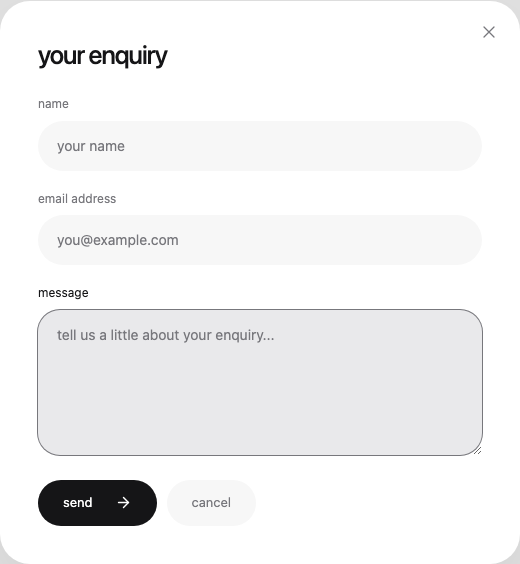 your enquiry
name
your name
email address
you@example.com
message
tell us a little about your enquiry...
send
cancel